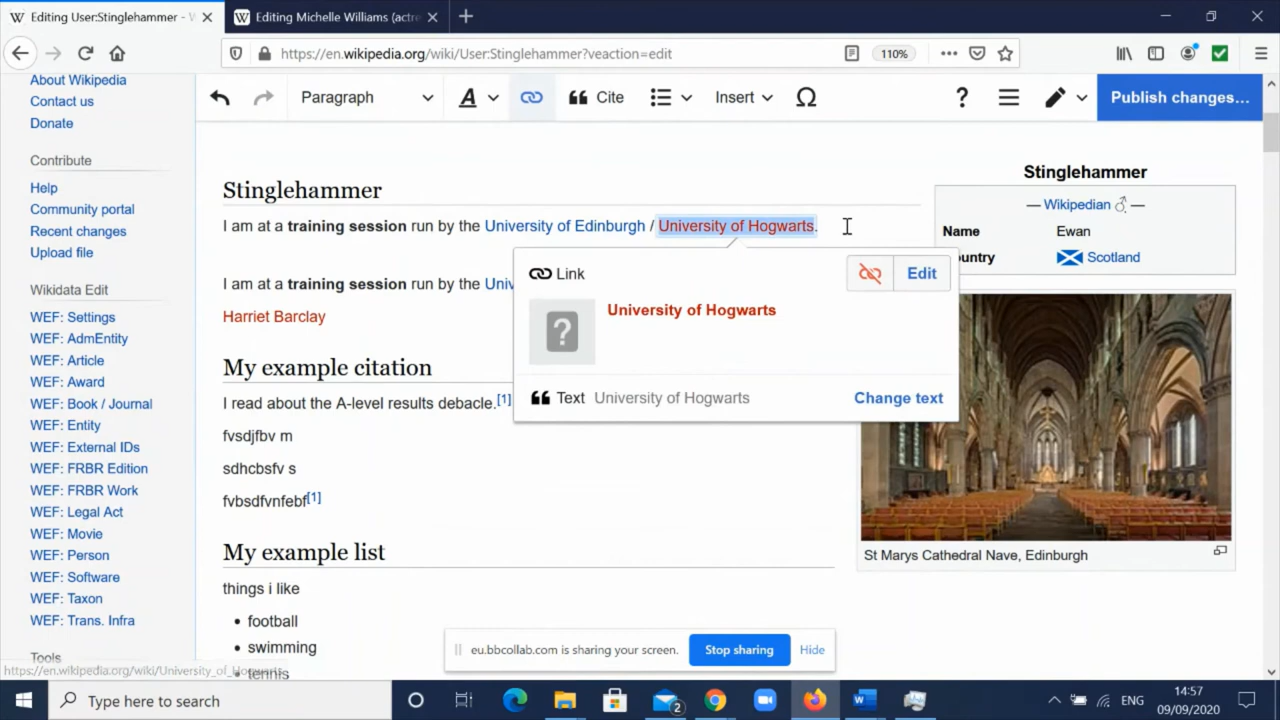 Editing User:Stinglehammer - W
Editing Michelle Williams (actre
https://en.wikipedia.org/wiki/User:Stinglehammer?veaction=edit
110%
Paragraph
A
Cite
Insert
Ω
?
Publish changes…
About Wikipedia
Contact us
Donate
Contribute
Help
Community portal
Recent changes
Upload file
Wikidata Edit
WEF: Settings
WEF: AdmEntity
WEF: Article
WEF: Award
WEF: Book / Journal
WEF: Entity
WEF: External IDs
WEF: FRBR Edition
WEF: FRBR Work
WEF: Legal Act
WEF: Movie
WEF: Person
WEF: Software
WEF: Taxon
WEF: Trans. Infra
Tools
https://en.wikipedia.org/wiki/University_of_Hogwarts
Stinglehammer
I am at a training session run by the University of Edinburgh / University of Hogwarts.
I am at a training session run by the Univ
Harriet Barclay
My example citation
I read about the A-level results debacle.[1]
fvsdjfbv m
sdhcbsfv s
fvbsdfvnfebf[1]
My example list
things i like
football
swimming
tennis
Link
Edit
University of Hogwarts
?
Text University of Hogwarts
Change text
Stinglehammer
— Wikipedian ♂ —
Name Ewan
ountry Scotland
St Marys Cathedral Nave, Edinburgh
eu.bbcollab.com is sharing your screen.
Stop sharing
Hide
Type here to search
2
ENG
14:57
09/09/2020